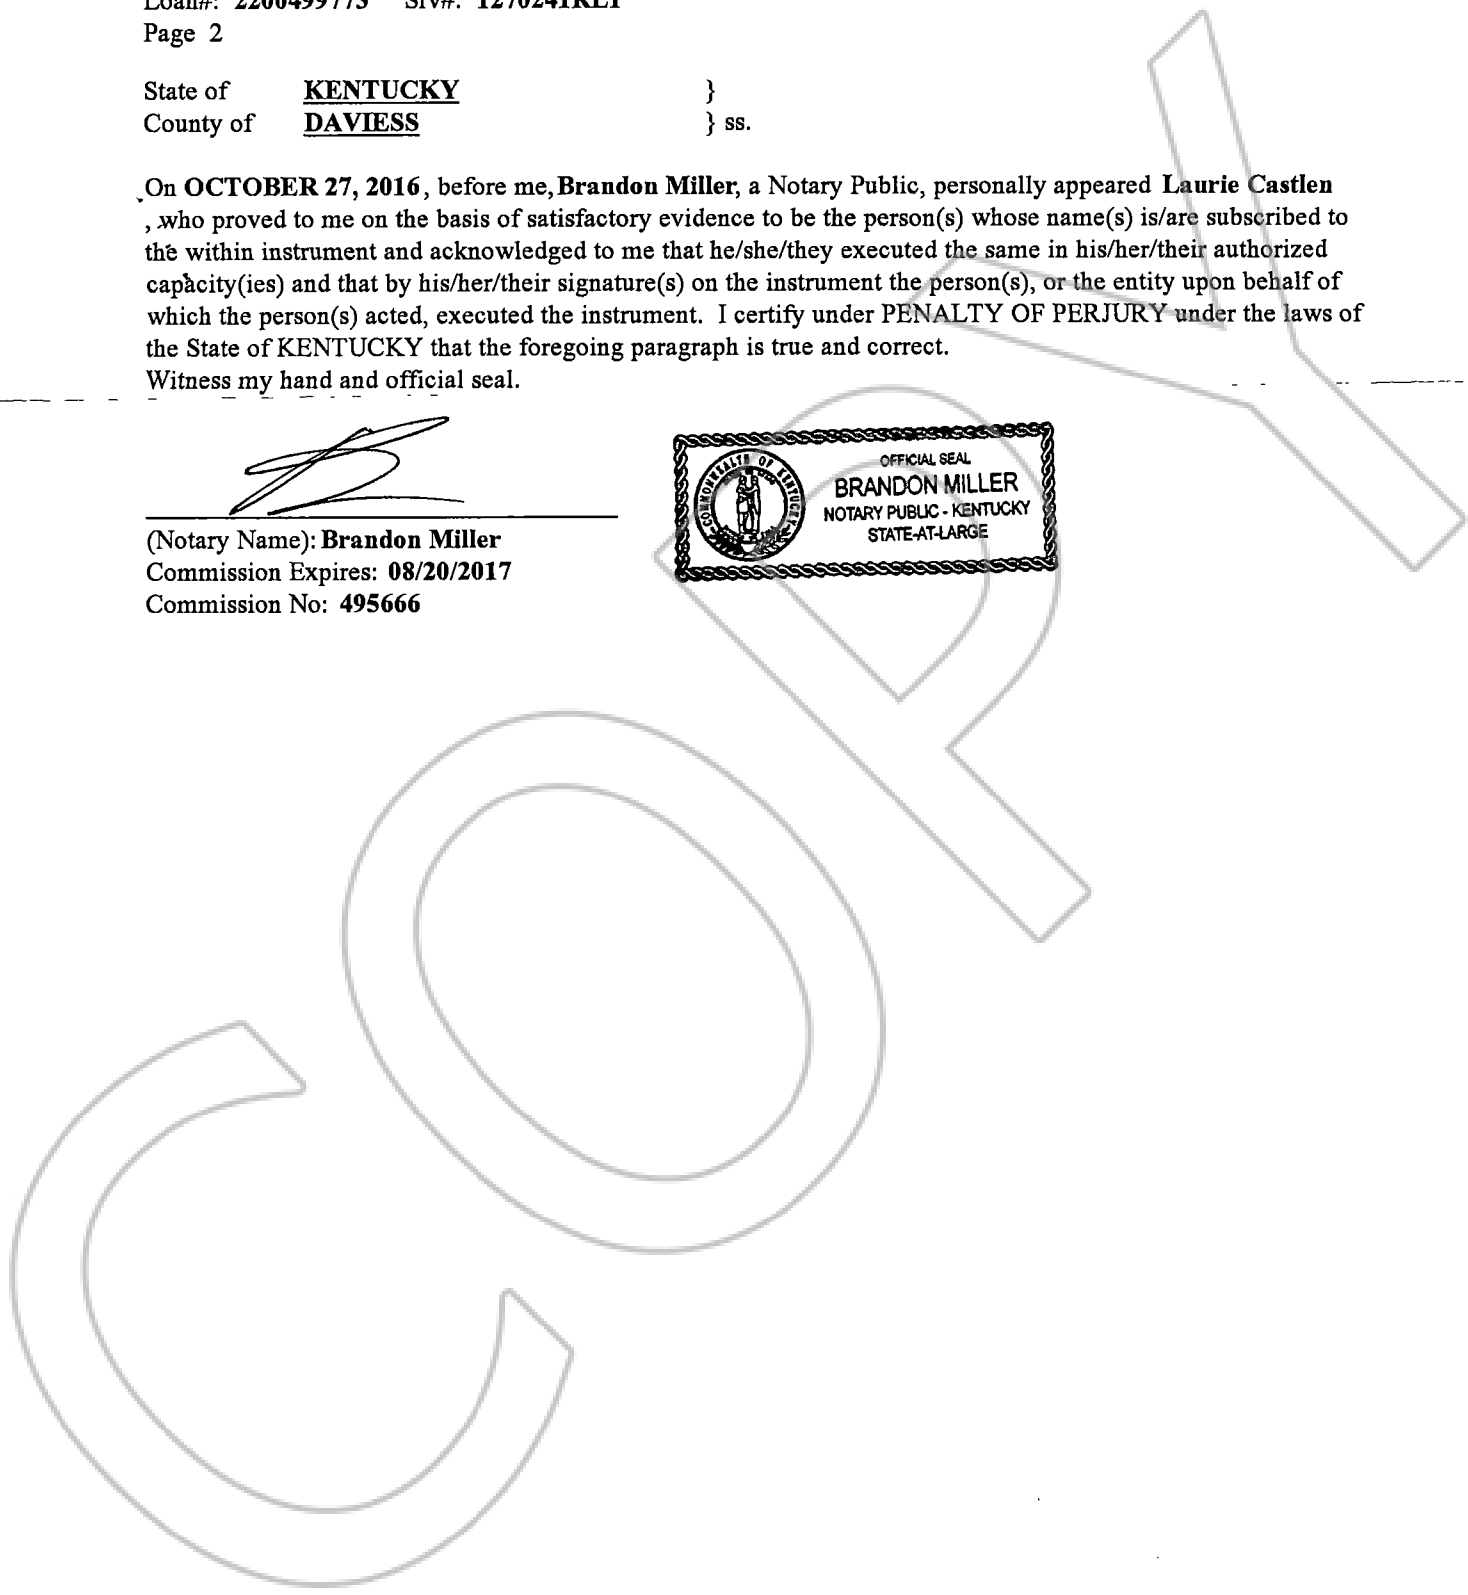 Page 2
State of KENTUCKY }
County of DAVIESS } ss.
On OCTOBER 27, 2016, before me, Brandon Miller, a Notary Public, personally appeared Laurie Castlen
, who proved to me on the basis of satisfactory evidence to be the person(s) whose name(s) is/are subscribed to
the within instrument and acknowledged to me that he/she/they executed the same in his/her/their authorized
capacity(ies) and that by his/her/their signature(s) on the instrument the person(s), or the entity upon behalf of
which the person(s) acted, executed the instrument. I certify under PENALTY OF PERJURY under the laws of
the State of KENTUCKY that the foregoing paragraph is true and correct.
Witness my hand and official seal.
COMMONWEALTH OF KENTUCKY
OFFICIAL SEAL
BRANDON MILLER
NOTARY PUBLIC - KENTUCKY
STATE-AT-LARGE
(Notary Name): Brandon Miller
Commission Expires: 08/20/2017
Commission No: 495666
COPY